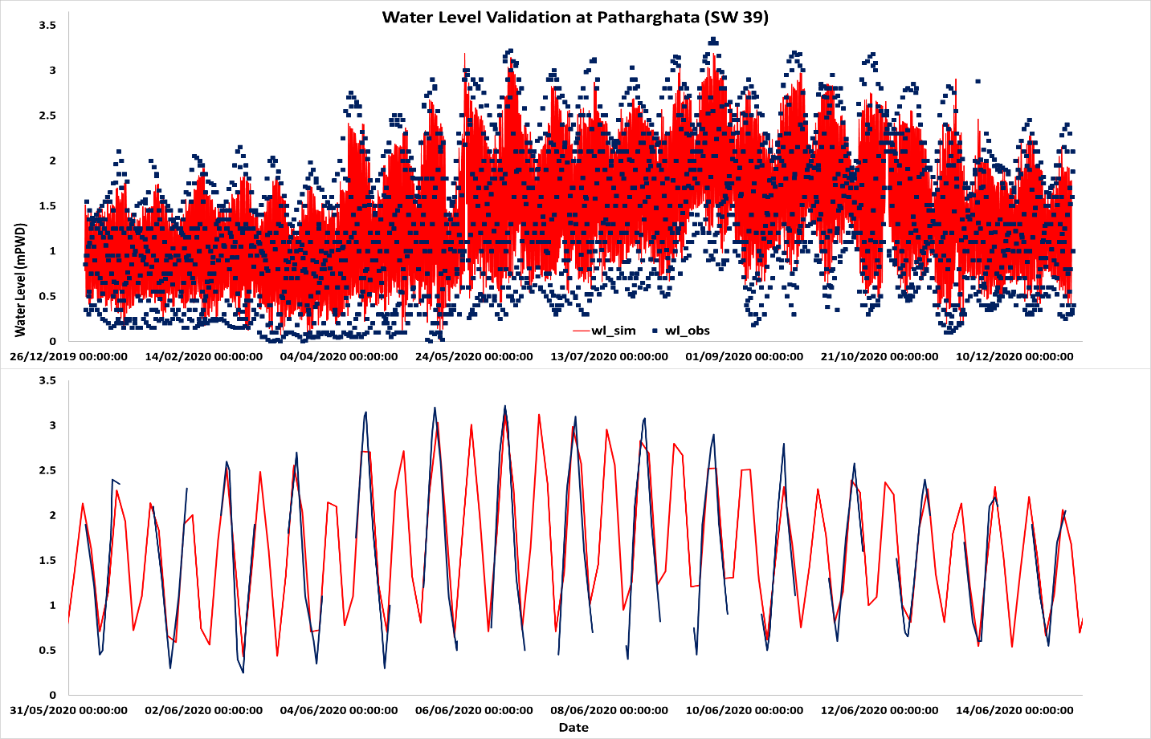 Water Level Validation at Patharghata (SW 39)
3.5
3
2.5
2
1.5
1
0.5
0
Water Level (mPWD)
wl_sim wl_obs
26/12/2019 00:00:00 14/02/2020 00:00:00 04/04/2020 00:00:00 24/05/2020 00:00:00 13/07/2020 00:00:00 01/09/2020 00:00:00 21/10/2020 00:00:00 10/12/2020 00:00:00
3.5
3
2.5
2
1.5
1
0.5
0
31/05/2020 00:00:00 02/06/2020 00:00:00 04/06/2020 00:00:00 06/06/2020 00:00:00 08/06/2020 00:00:00 10/06/2020 00:00:00 12/06/2020 00:00:00 14/06/2020 00:00:00
Date